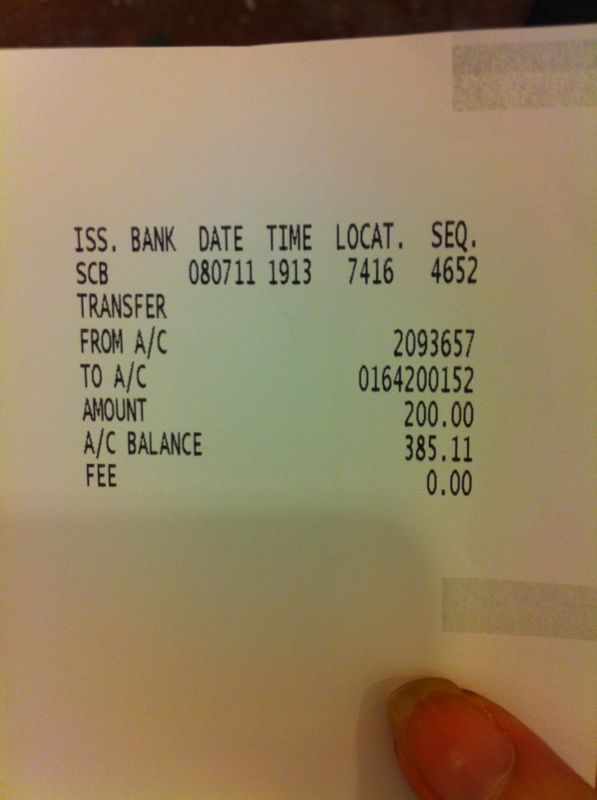 ISS. BANK DATE TIME LOCAT. SEQ.
SCB 080711 1913 7416 4652
TRANSFER
FROM A/C 2093657
TO A/C 0164200152
AMOUNT 200.00
A/C BALANCE 385.11
FEE 0.00